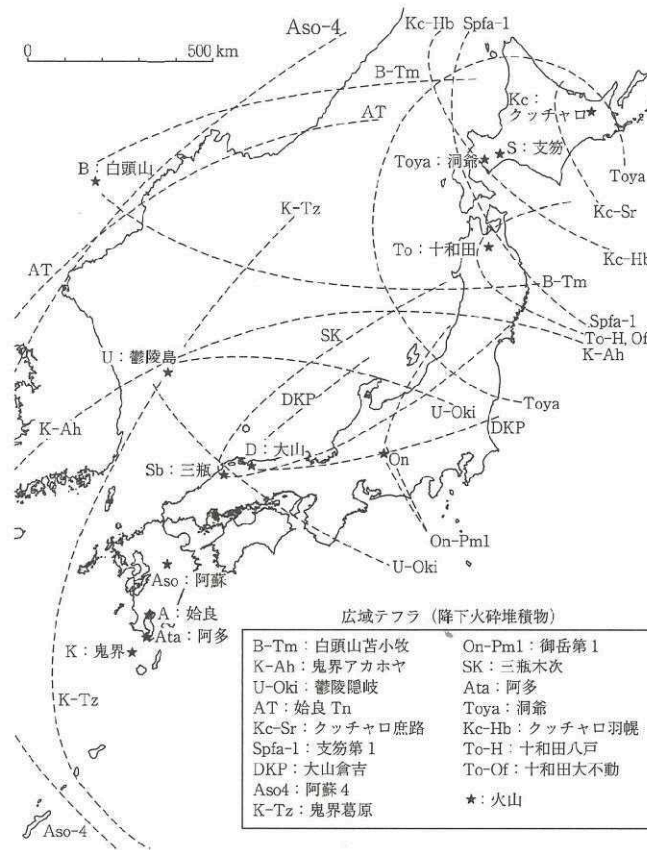 0 500 km
Aso-4
Kc-Hb
Spfa-1
B-Tm
AT
Kc:
クッチャロ
S:支笏
Toya:洞爺
B:白頭山
Toya
K-Tz
Kc-Sr
To:十和田
Kc-Hb
AT
B-Tm
SK
Spfa-1
To-H, Of
K-Ah
U:鬱陵島
DKP
U-Oki
Toya
DKP
K-Ah
D:大山
On
Sb:三瓶
On-Pm1
U-Oki
Aso:阿蘇
A:姶良
Ata:阿多
K:鬼界
K-Tz
Aso-4
広域テフラ(降下火砕堆積物)
B-Tm:白頭山苫小牧
K-Ah:鬼界アカホヤ
U-Oki:鬱陵隠岐
AT:姶良 Tn
Kc-Sr:クッチャロ庶路
Spfa-1:支笏第1
DKP:大山倉吉
Aso4:阿蘇4
K-Tz:鬼界葛原
On-Pm1:御岳第1
SK:三瓶木次
Ata:阿多
Toya:洞爺
Kc-Hb:クッチャロ羽幌
To-H:十和田八戸
To-Of:十和田大不動
★:火山